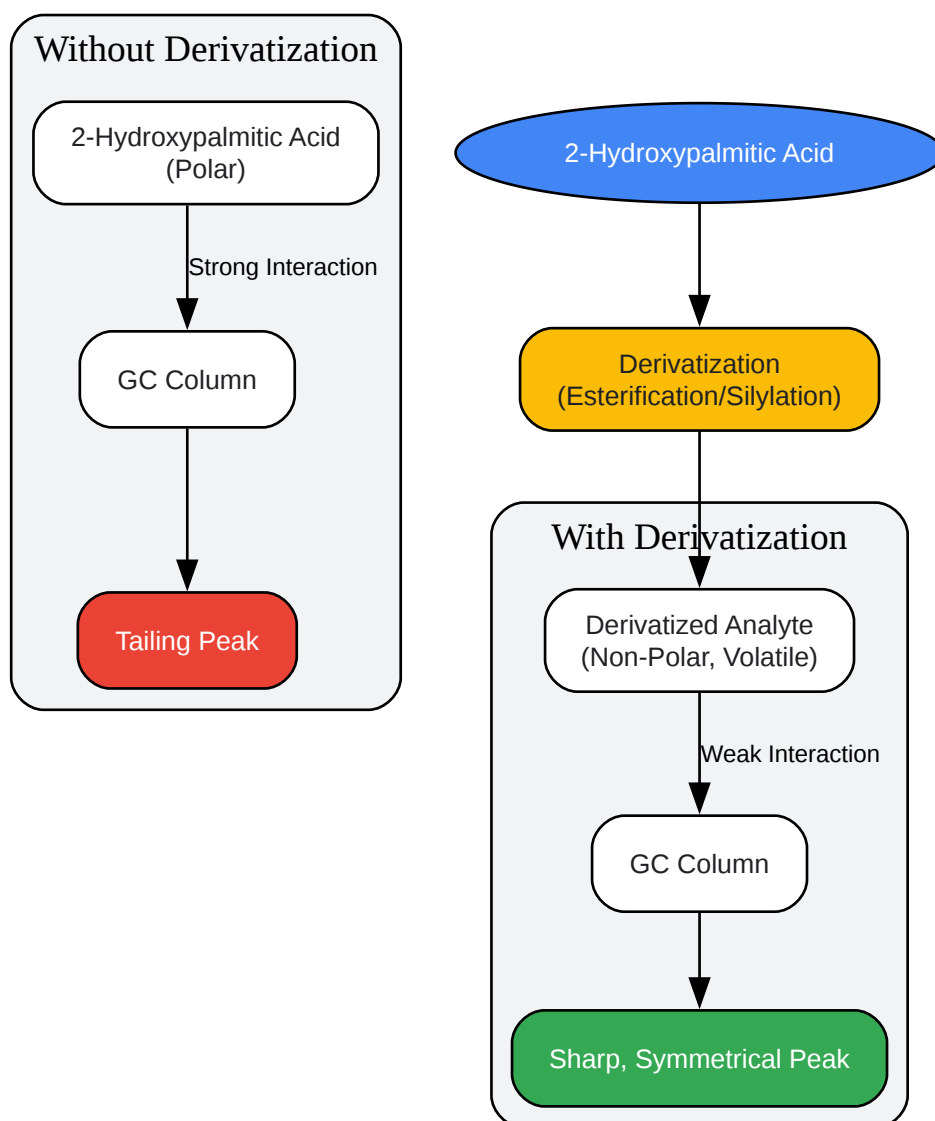 Without Derivatization
2-Hydroxypalmitic Acid
(Polar)
Strong Interaction
GC Column
Tailing Peak
2-Hydroxypalmitic Acid
Derivatization
(Esterification/Silylation)
With Derivatization
Derivatized Analyte
(Non-Polar, Volatile)
Weak Interaction
GC Column
Sharp, Symmetrical Peak